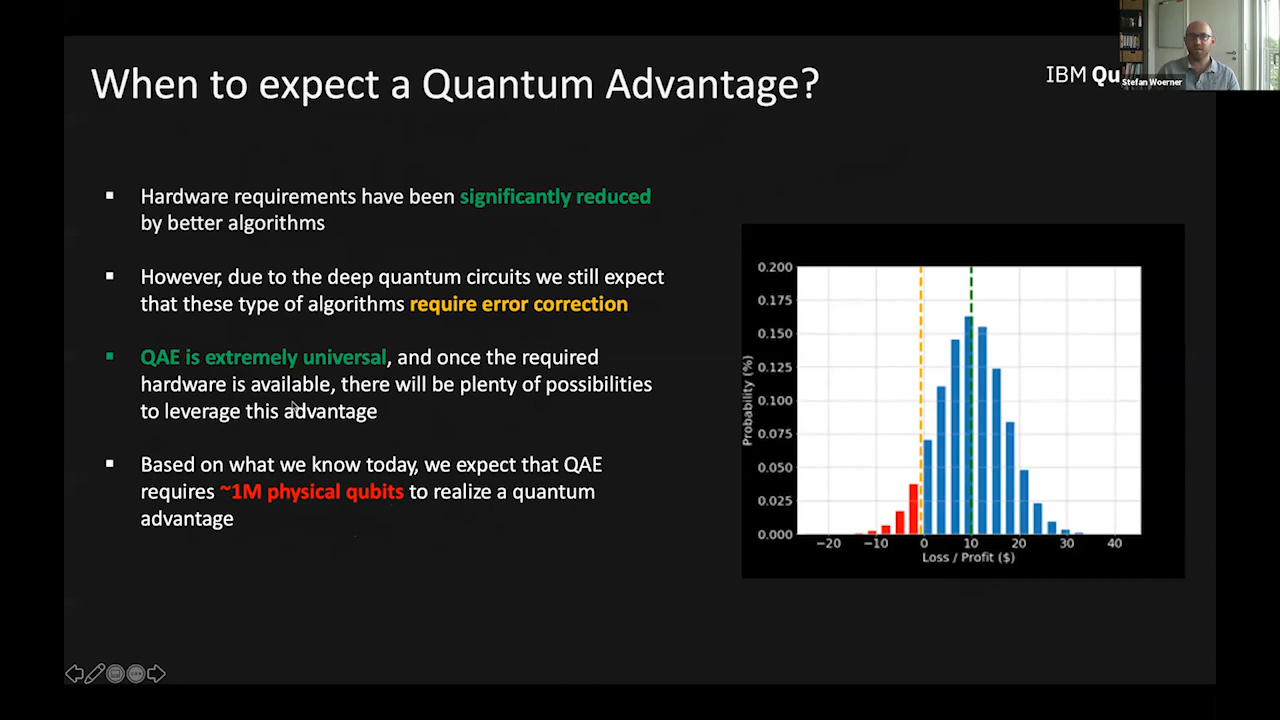 When to expect a Quantum Advantage?
IBM Qu
Stefan Woerner
▪ Hardware requirements have been significantly reduced
by better algorithms
▪ However, due to the deep quantum circuits we still expect
that these type of algorithms require error correction
▪ QAE is extremely universal, and once the required
hardware is available, there will be plenty of possibilities
to leverage this advantage
▪ Based on what we know today, we expect that QAE
requires ~1M physical qubits to realize a quantum
advantage
0.200
0.175
0.150
0.125
0.100
0.075
0.050
0.025
0.000
Probability (%)
−20 −10 0 10 20 30 40
Loss / Profit ($)